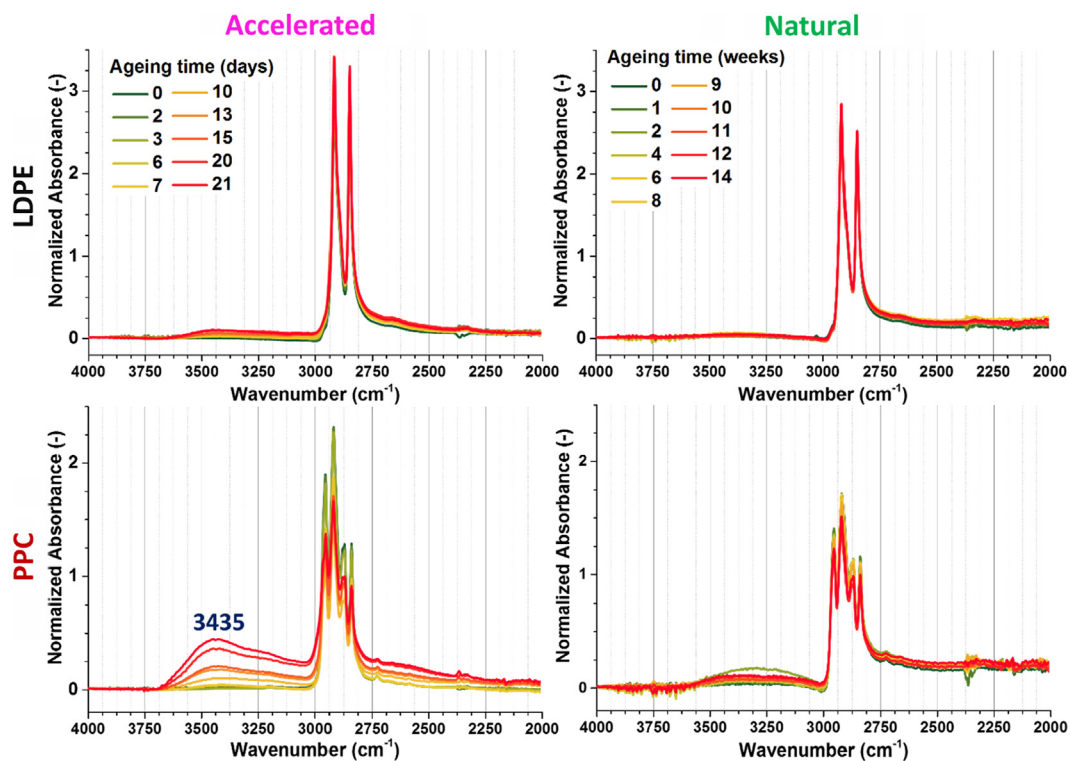 Accelerated
Natural
LDPE
Normalized Absorbance (-)
Ageing time (days)
0 10
2 13
3 15
6 20
7 21
3
2
1
0
4000 3750 3500 3250 3000 2750 2500 2250 2000
Wavenumber (cm⁻¹)
Normalized Absorbance (-)
Ageing time (weeks)
0 9
1 10
2 11
4 12
6 14
8
3
2
1
0
4000 3750 3500 3250 3000 2750 2500 2250 2000
Wavenumber (cm⁻¹)
PPC
Normalized Absorbance (-)
2
1
0
3435
4000 3750 3500 3250 3000 2750 2500 2250 2000
Wavenumber (cm⁻¹)
Normalized Absorbance (-)
2
1
0
4000 3750 3500 3250 3000 2750 2500 2250 2000
Wavenumber (cm⁻¹)